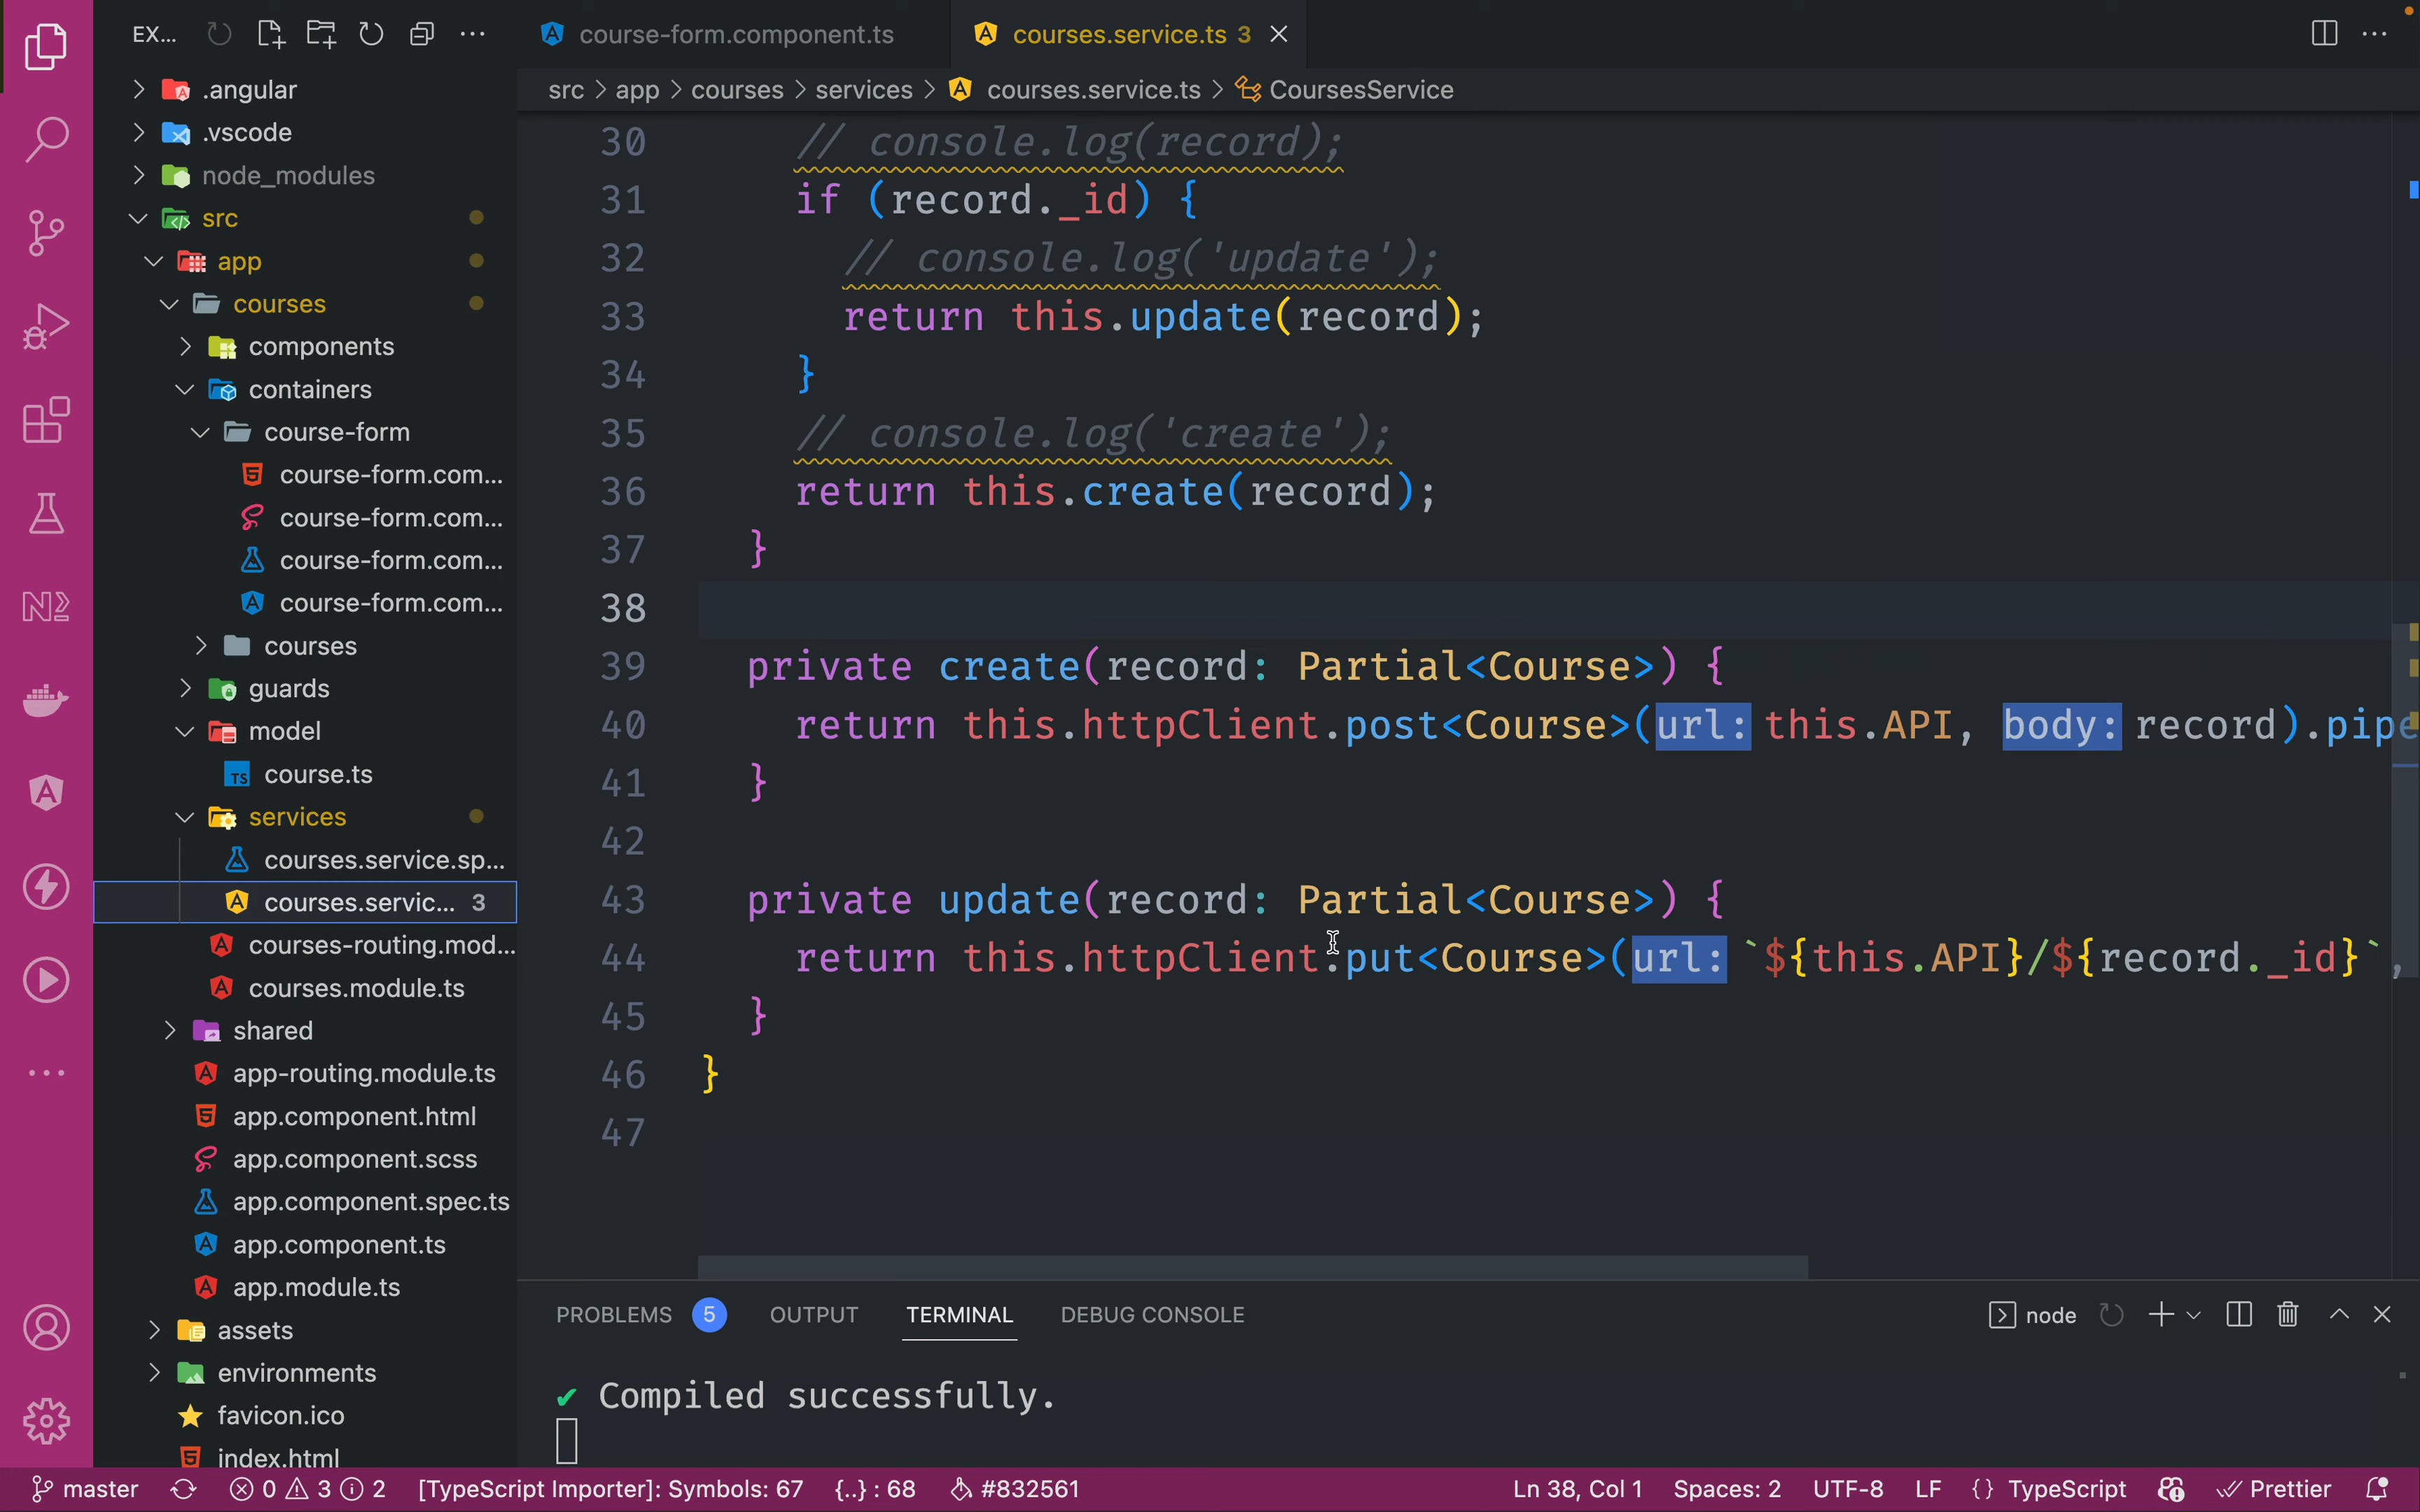 EX...
course-form.component.ts
courses.service.ts 3
src > app > courses > services > courses.service.ts > CoursesService
.angular
.vscode
node_modules
src
app
courses
components
containers
course-form
course-form.com...
course-form.com...
course-form.com...
course-form.com...
courses
guards
model
course.ts
services
courses.service.sp...
courses.servic... 3
courses-routing.mod...
courses.module.ts
shared
app-routing.module.ts
app.component.html
app.component.scss
app.component.spec.ts
app.component.ts
app.module.ts
assets
environments
favicon.ico
index.html
30 // console.log(record);
31 if (record._id) {
32 // console.log('update');
33 return this.update(record);
34 }
35 // console.log('create');
36 return this.create(record);
37 }
38
39 private create(record: Partial<Course>) {
40 return this.httpClient.post<Course>(url: this.API, body: record).pipe
41 }
42
43 private update(record: Partial<Course>) {
44 return this.httpClient.put<Course>(url: `${this.API}/${record._id}`,
45 }
46 }
47
PROBLEMS 5 OUTPUT TERMINAL DEBUG CONSOLE node
✔ Compiled successfully.
master 0 3 2 [TypeScript Importer]: Symbols: 67 {..} : 68 #832561 Ln 38, Col 1 Spaces: 2 UTF-8 LF {} TypeScript Prettier